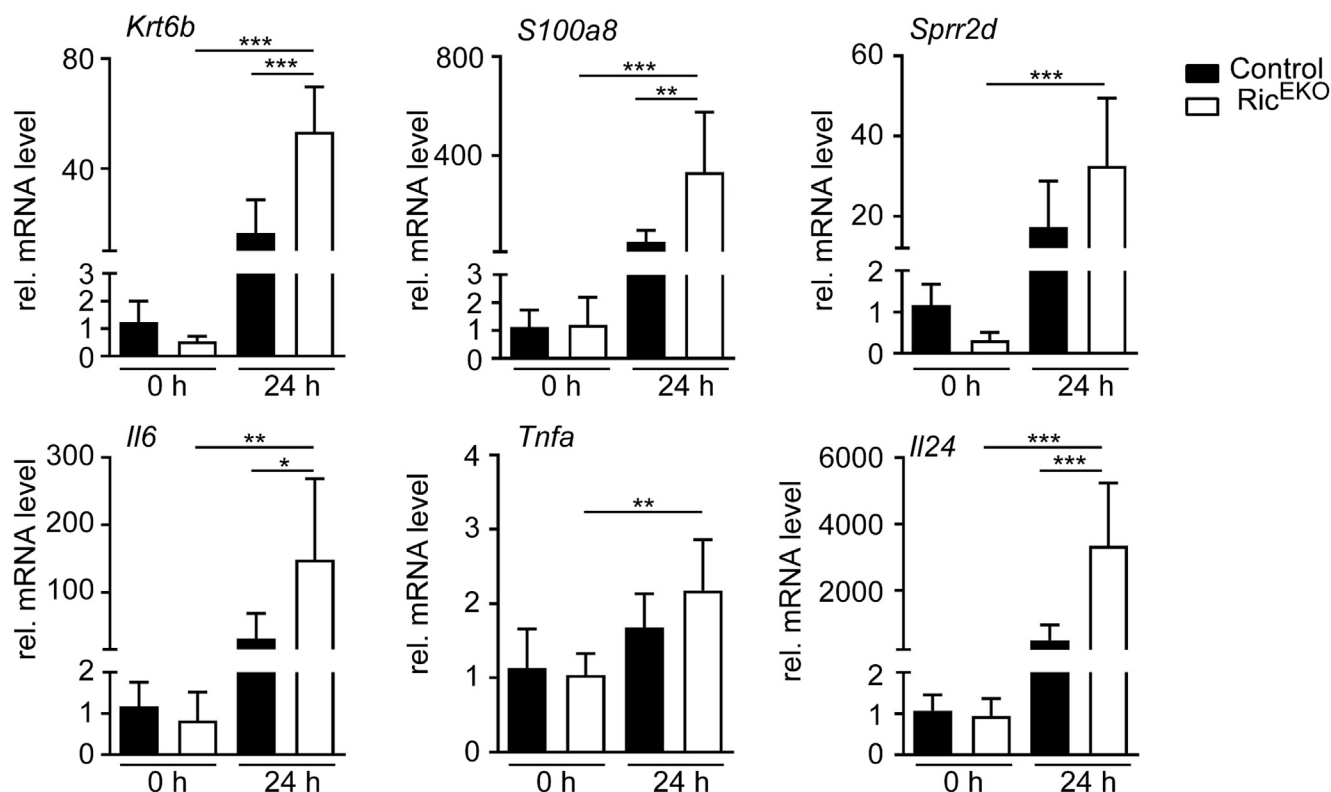 Krt6b
***
***
rel. mRNA level
80
40
3
2
1
0
0 h
24 h
S100a8
***
**
rel. mRNA level
800
400
3
2
1
0
0 h
24 h
Sprr2d
***
rel. mRNA level
60
40
20
2
1
0
0 h
24 h
Control
Ric^EKO
Il6
**
*
rel. mRNA level
300
200
100
2
1
0
0 h
24 h
Tnfa
**
rel. mRNA level
4
3
2
1
0
0 h
24 h
Il24
***
***
rel. mRNA level
6000
4000
2000
2
1
0
0 h
24 h